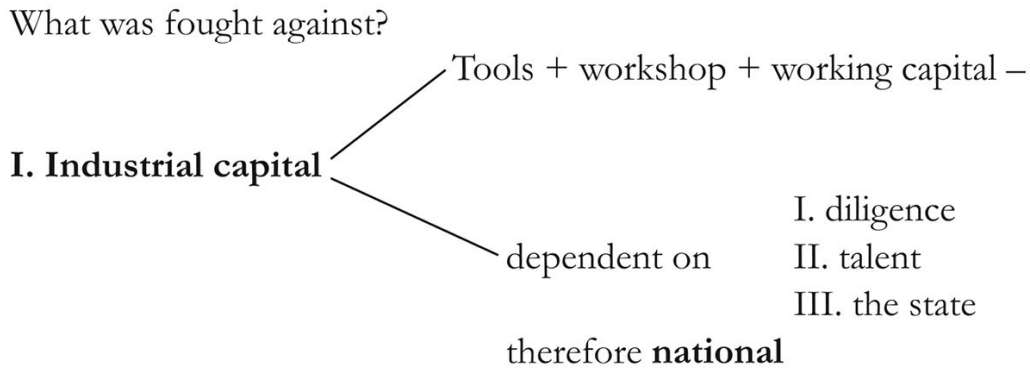 What was fought against?
Tools + workshop + working capital –
I. Industrial capital
I. diligence
dependent on II. talent
III. the state
therefore national